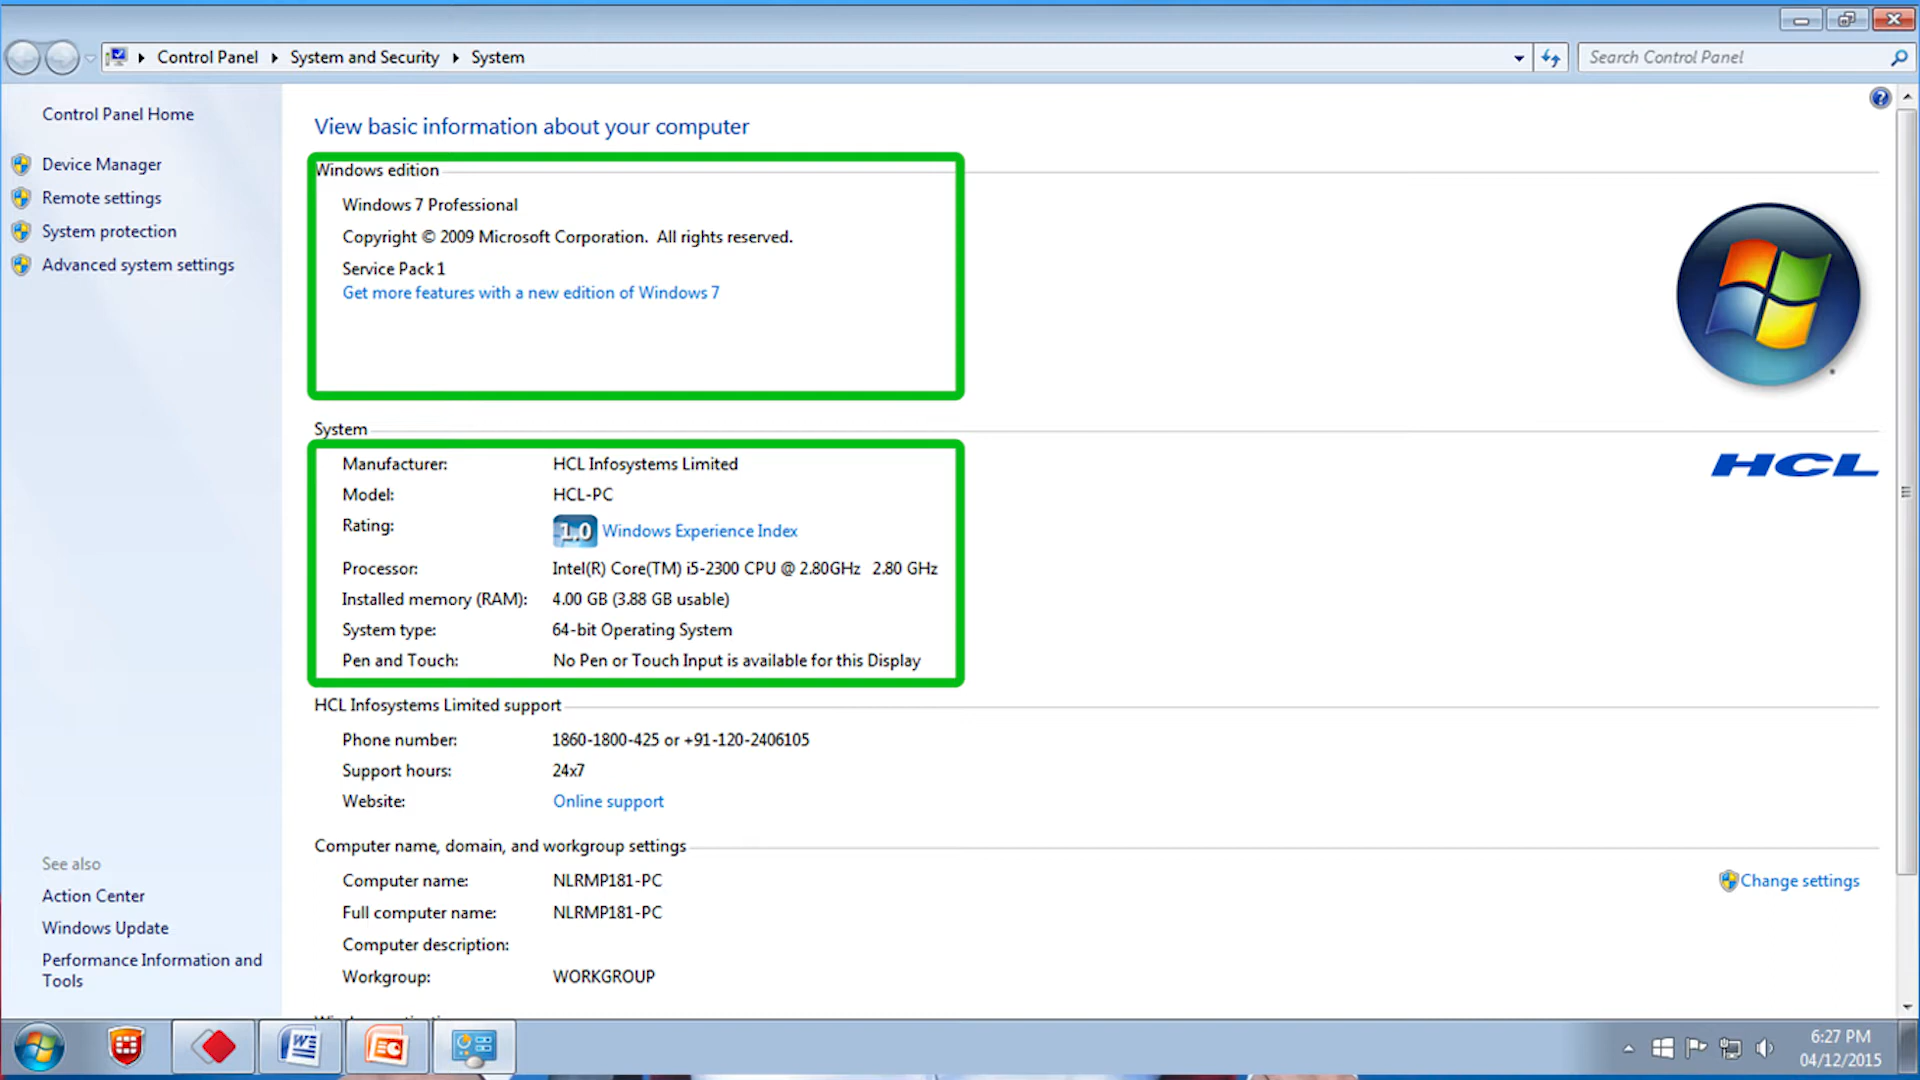 Control Panel System and Security System
Search Control Panel
Control Panel Home
Device Manager
Remote settings
System protection
Advanced system settings
See also
Action Center
Windows Update
Performance Information and
Tools
View basic information about your computer
Windows edition
Windows 7 Professional
Copyright © 2009 Microsoft Corporation. All rights reserved.
Service Pack 1
Get more features with a new edition of Windows 7
System
Manufacturer: HCL Infosystems Limited
HCL
Model: HCL-PC
Rating: 1.0 Windows Experience Index
Processor: Intel(R) Core(TM) i5-2300 CPU @ 2.80GHz 2.80 GHz
Installed memory (RAM): 4.00 GB (3.88 GB usable)
System type: 64-bit Operating System
Pen and Touch: No Pen or Touch Input is available for this Display
HCL Infosystems Limited support
Phone number: 1860-1800-425 or +91-120-2406105
Support hours: 24x7
Website: Online support
Computer name, domain, and workgroup settings
Computer name: NLRMP181-PC
Change settings
Full computer name: NLRMP181-PC
Computer description:
Workgroup: WORKGROUP
6:27 PM
04/12/2015